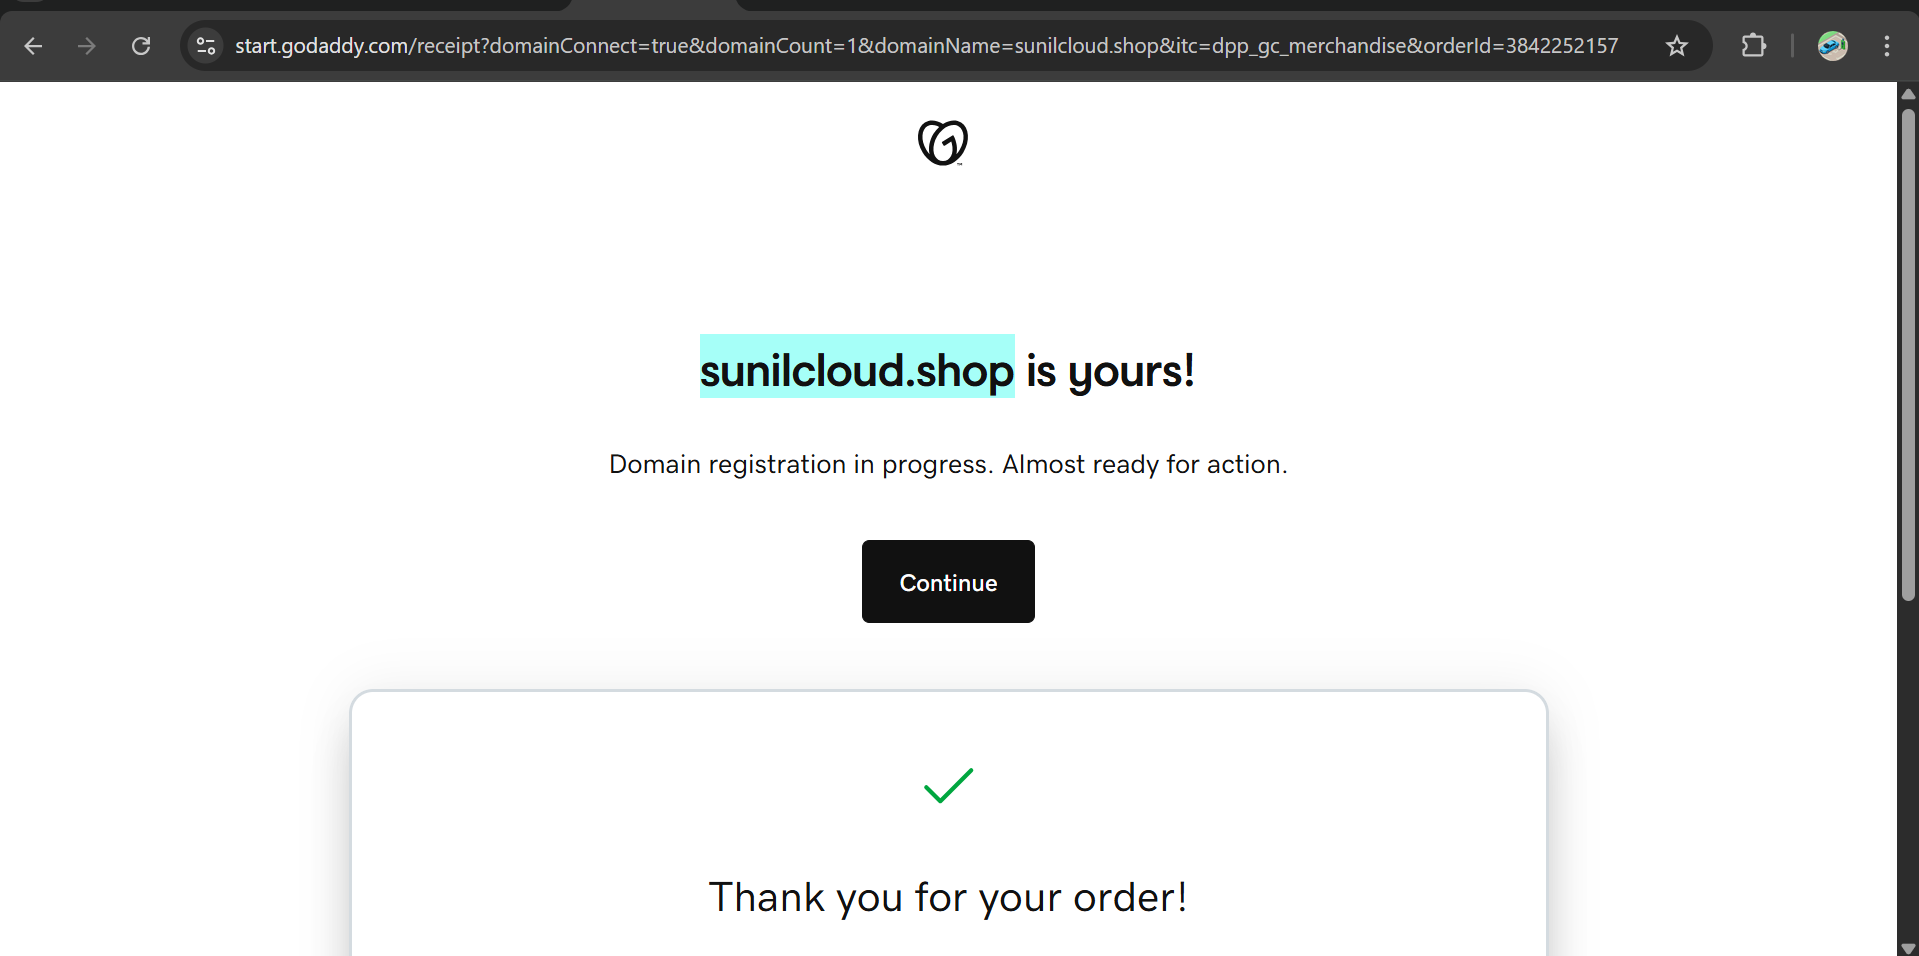 start.godaddy.com/receipt?domainConnect=true&domainCount=1&domainName=sunilcloud.shop&itc=dpp_gc_merchandise&orderId=3842252157
sunilcloud.shop is yours!
Domain registration in progress. Almost ready for action.
Continue
Thank you for your order!